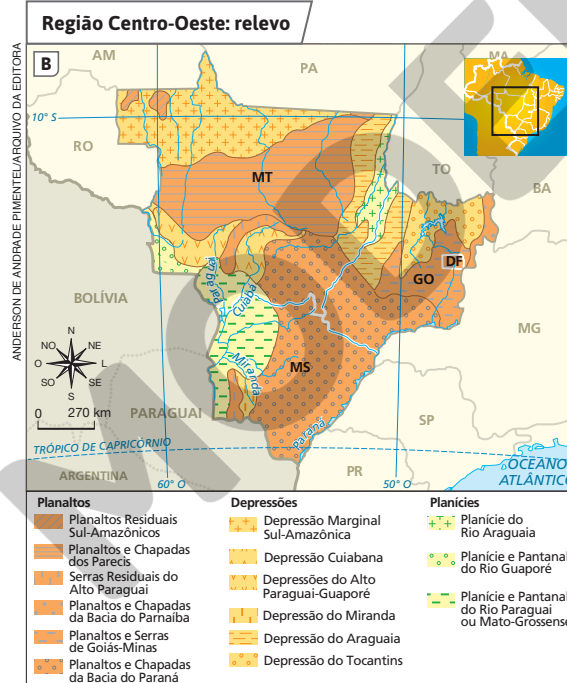 Região Centro-Oeste: relevo
ANDERSON DE ANDRADE PIMENTEL/ARQUIVO DA EDITORA
B
AM
PA
MA
10° S
RO
MT
TO
BA
DF
GO
Paraguai
Cuiabá
BOLÍVIA
MG
N
NO
NE
O
L
SO
SE
S
Miranda
MS
0 270 km
PARAGUAI
SP
Paraná
TRÓPICO DE CAPRICÓRNIO
PR
OCEANO
ATLÂNTICO
ARGENTINA
60° O
50° O
Planaltos
Planaltos Residuais
Sul-Amazônicos
Planaltos e Chapadas
dos Parecis
Serras Residuais do
Alto Paraguai
Planaltos e Chapadas
da Bacia do Parnaíba
Planaltos e Serras
de Goiás-Minas
Planaltos e Chapadas
da Bacia do Paraná
Depressões
Depressão Marginal
Sul-Amazônica
Depressão Cuiabana
Depressões do Alto
Paraguai-Guaporé
Depressão do Miranda
Depressão do Araguaia
Depressão do Tocantins
Planícies
Planície do
Rio Araguaia
Planície e Pantanal
do Rio Guaporé
Planície e Pantanal
do Rio Paraguai
ou Mato-Grossense